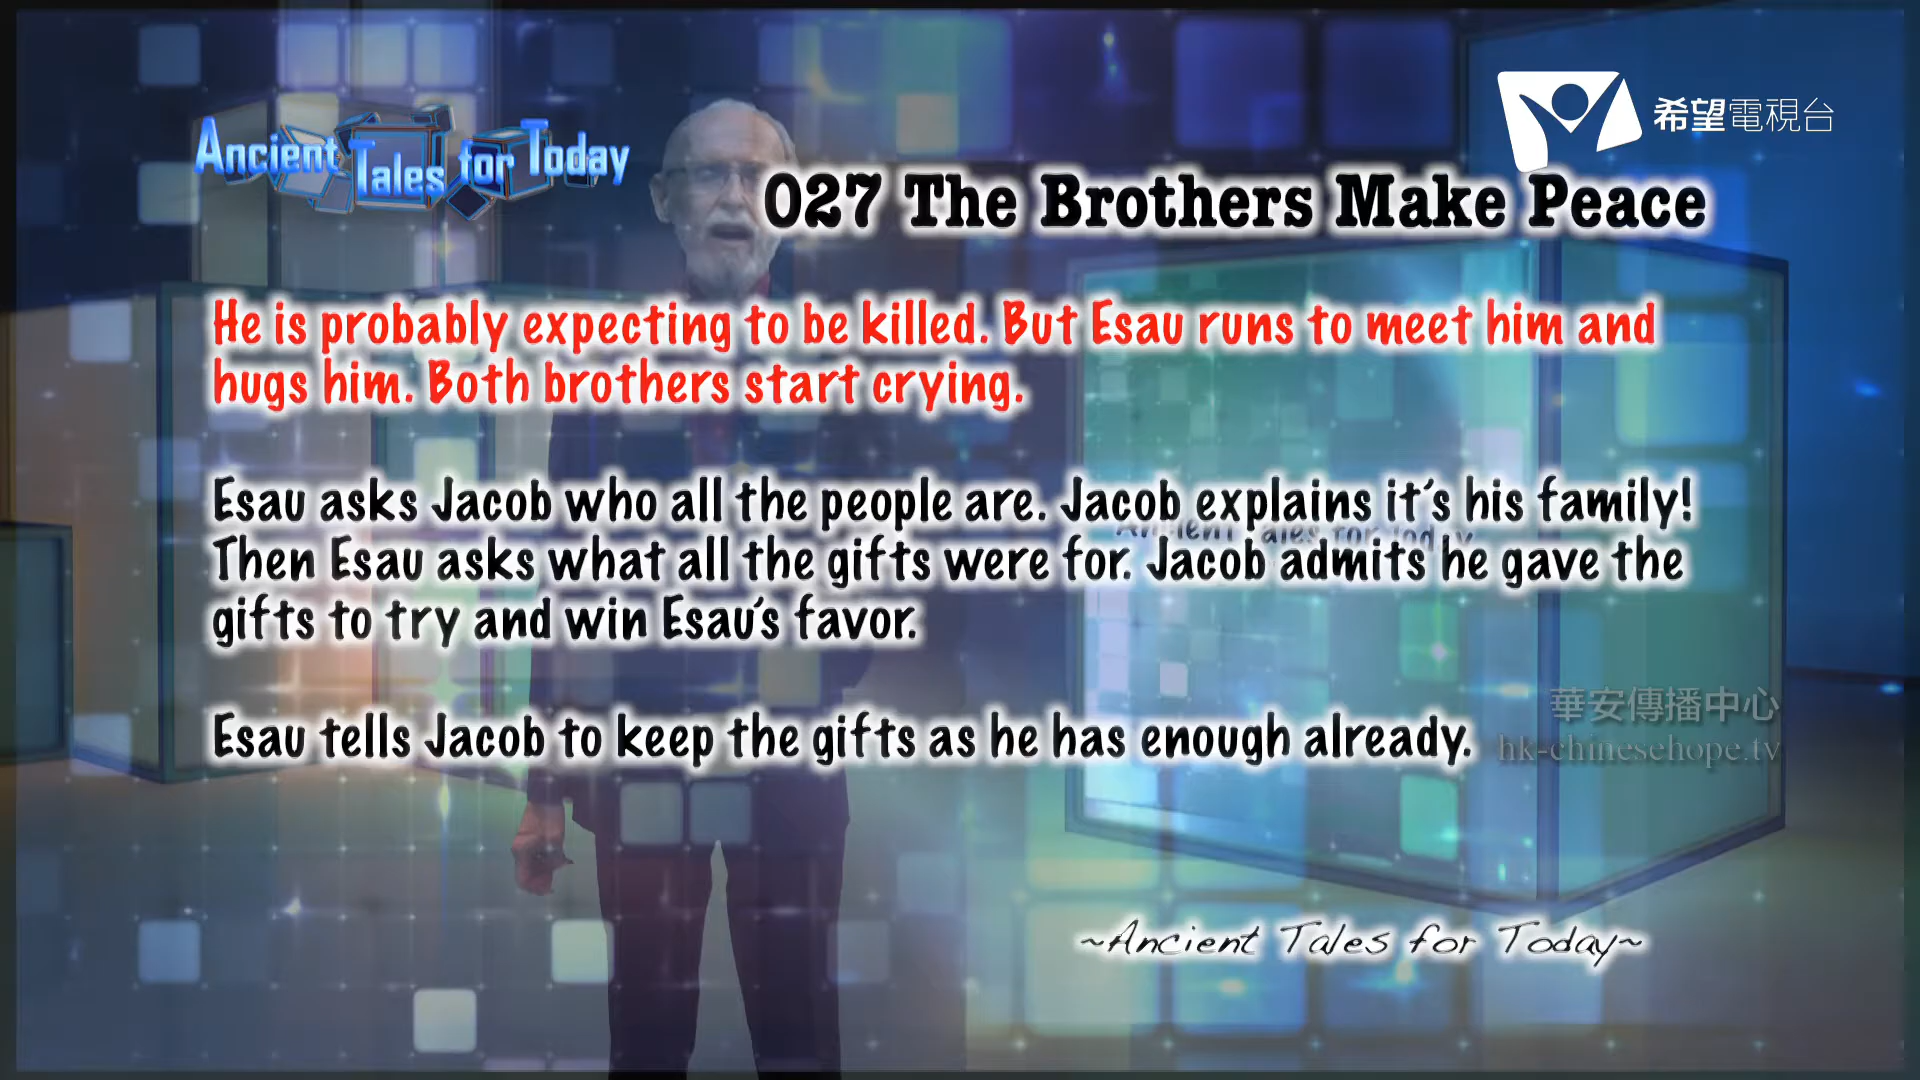 Ancient Tales for Today
希望電視台
027 The Brothers Make Peace
He is probably expecting to be killed. But Esau runs to meet him and
hugs him. Both brothers start crying.
Esau asks Jacob who all the people are. Jacob explains it's his family!
Ancient Tales for Today
Then Esau asks what all the gifts were for. Jacob admits he gave the
gifts to try and win Esau's favor.
華安傳播中心
Esau tells Jacob to keep the gifts as he has enough already.
hk-chinesehope.tv
~Ancient Tales for Today~